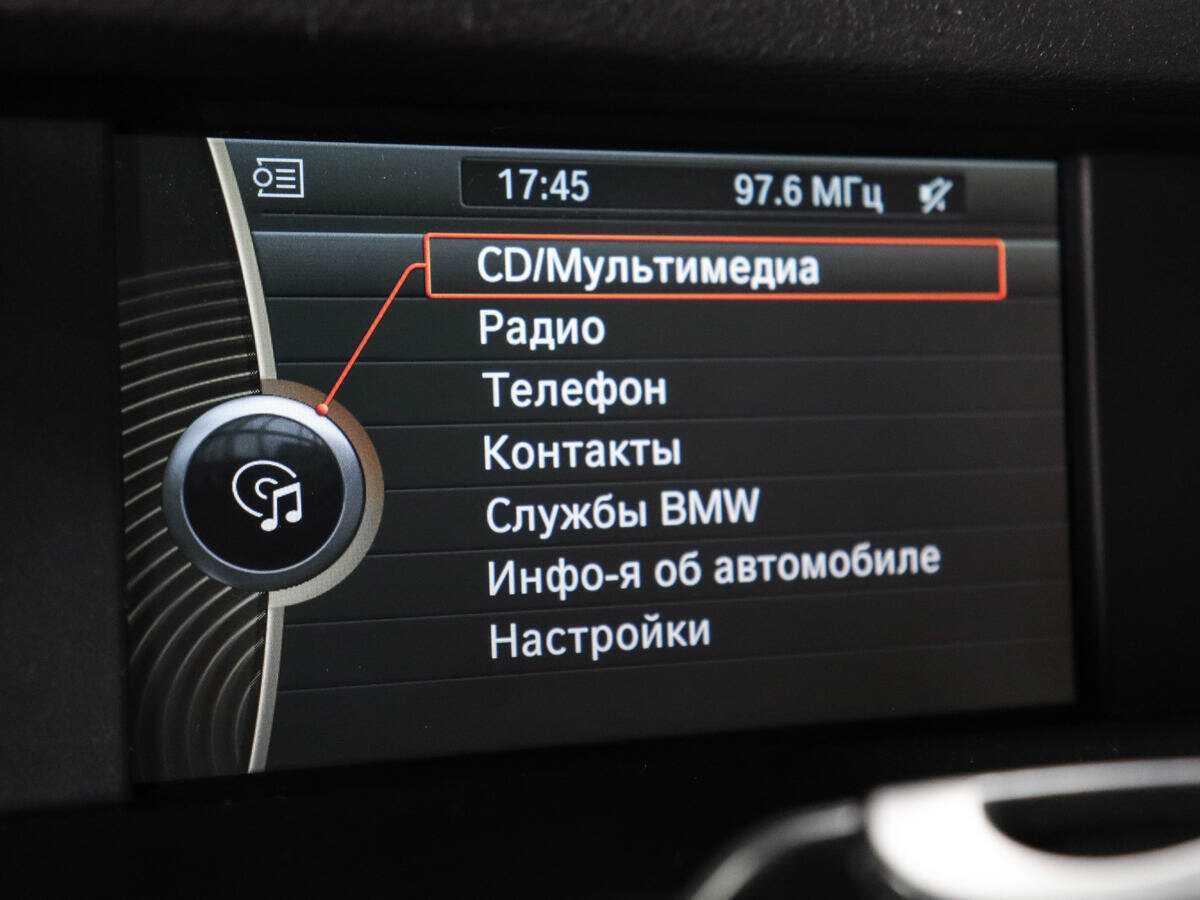 17:45 97.6 МГц
CD/Мультимедиа
Радио
Телефон
Контакты
Службы BMW
Инфо-я об автомобиле
Настройки